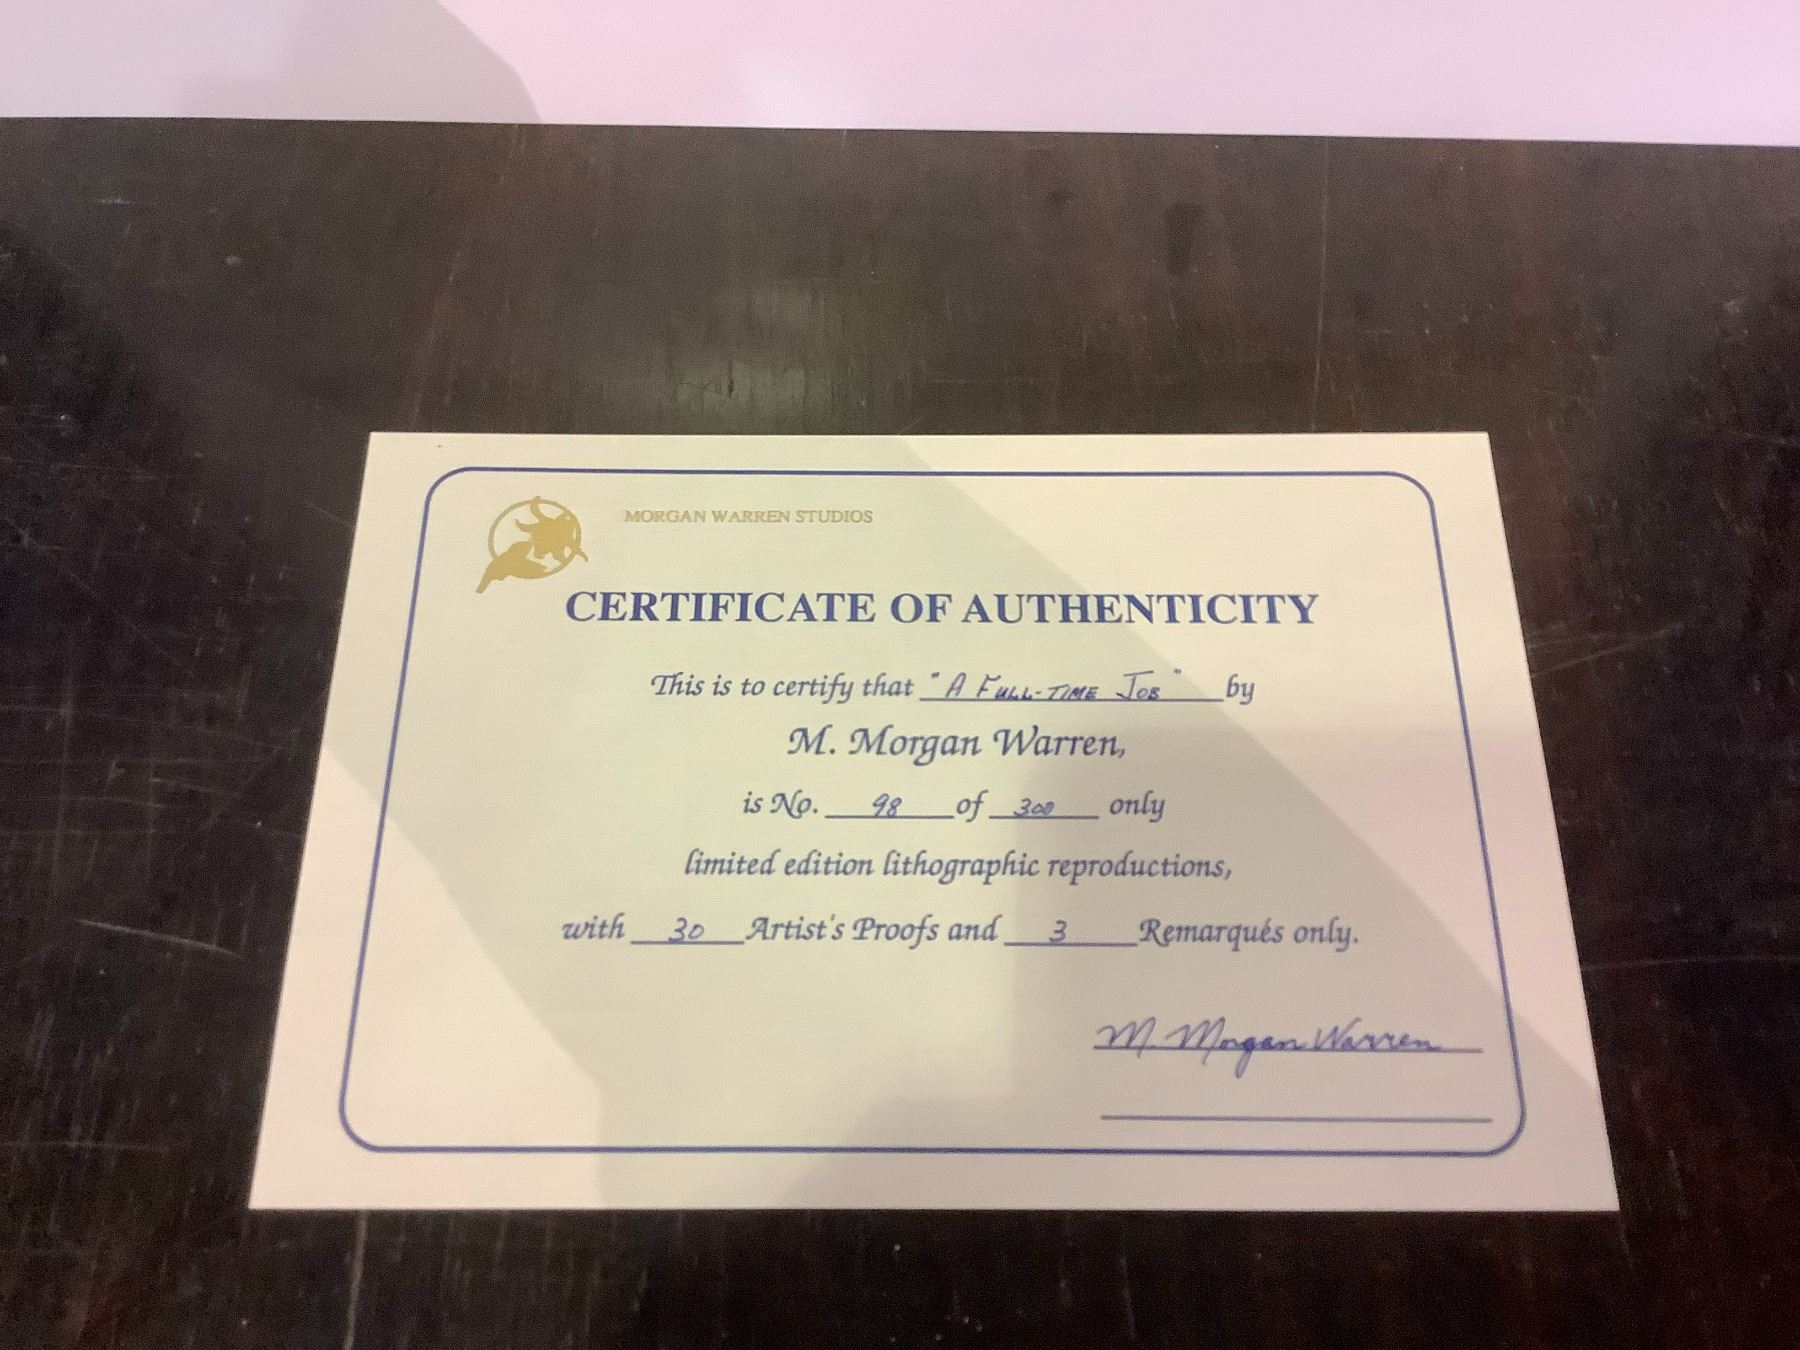 MORGAN WARREN STUDIOS
CERTIFICATE OF AUTHENTICITY
This is to certify that "A FULL-TIME JOB" by
M. Morgan Warren,
is No. 98 of 300 only
limited edition lithographic reproductions,
with 30 Artist's Proofs and 3 Remarqués only.
M. Morgan Warren